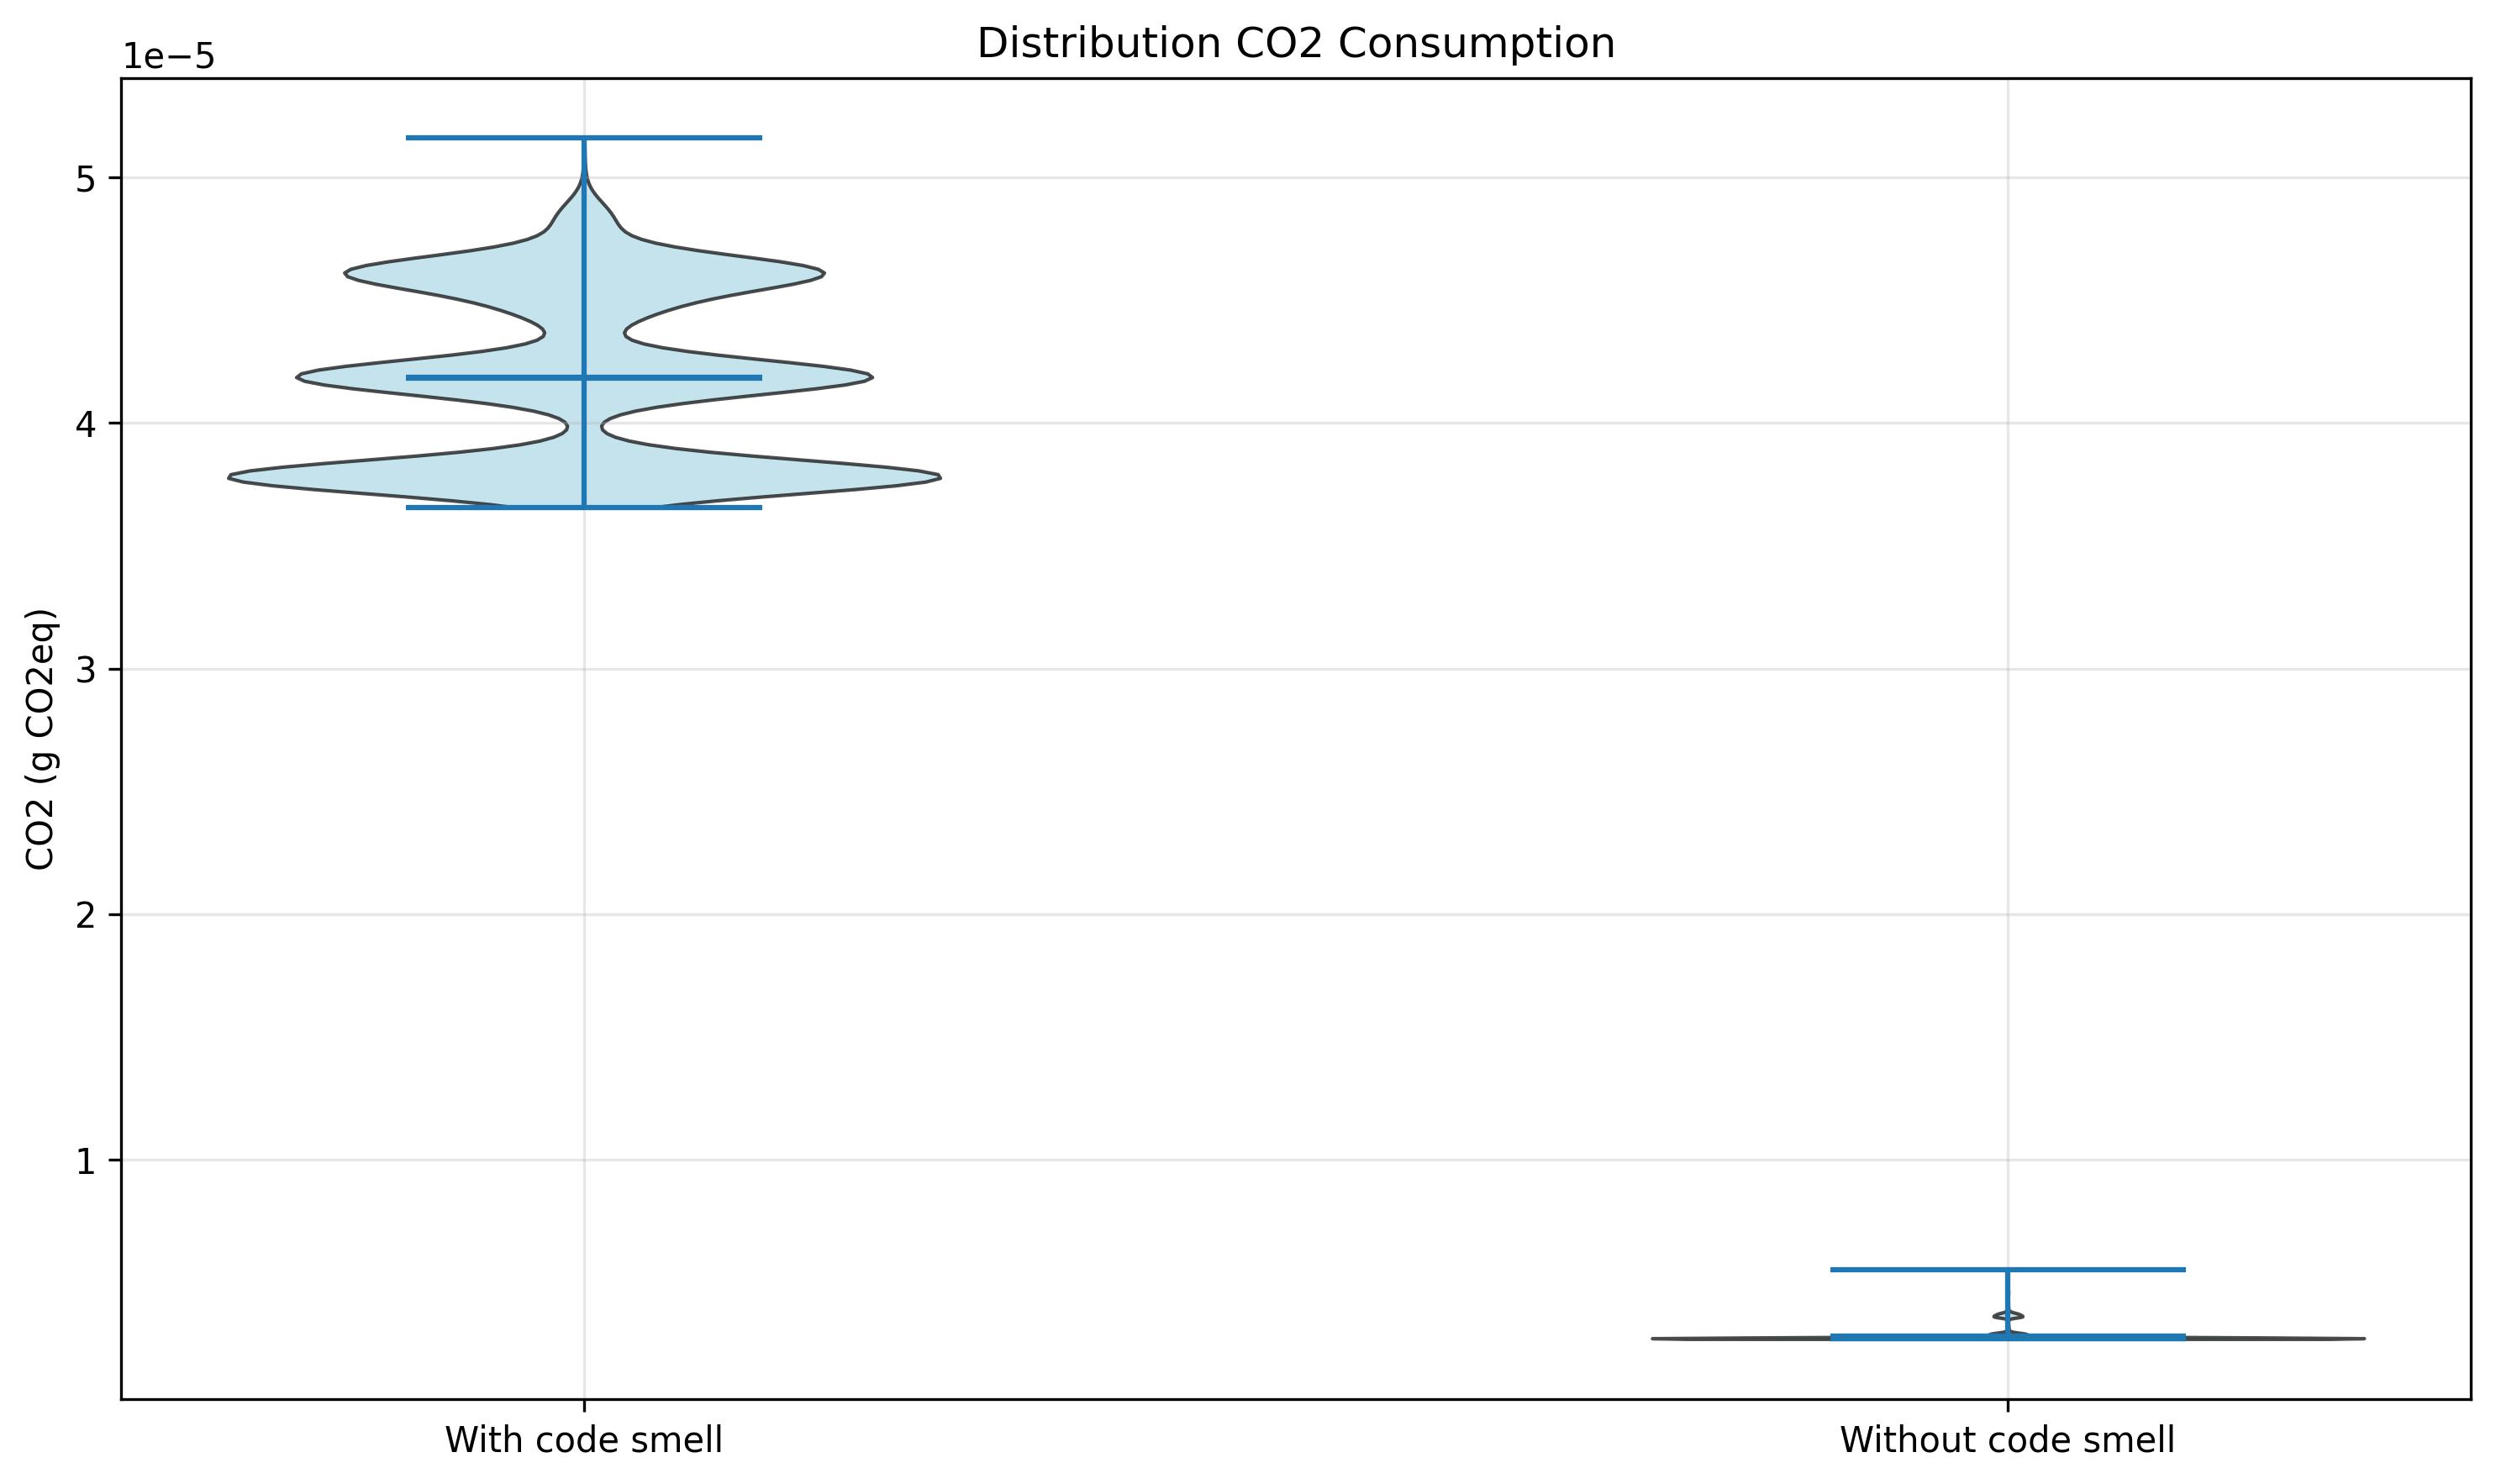 Distribution CO2 Consumption
1e−5
5
4
3
2
1
CO2 (g CO2eq)
With code smell
Without code smell